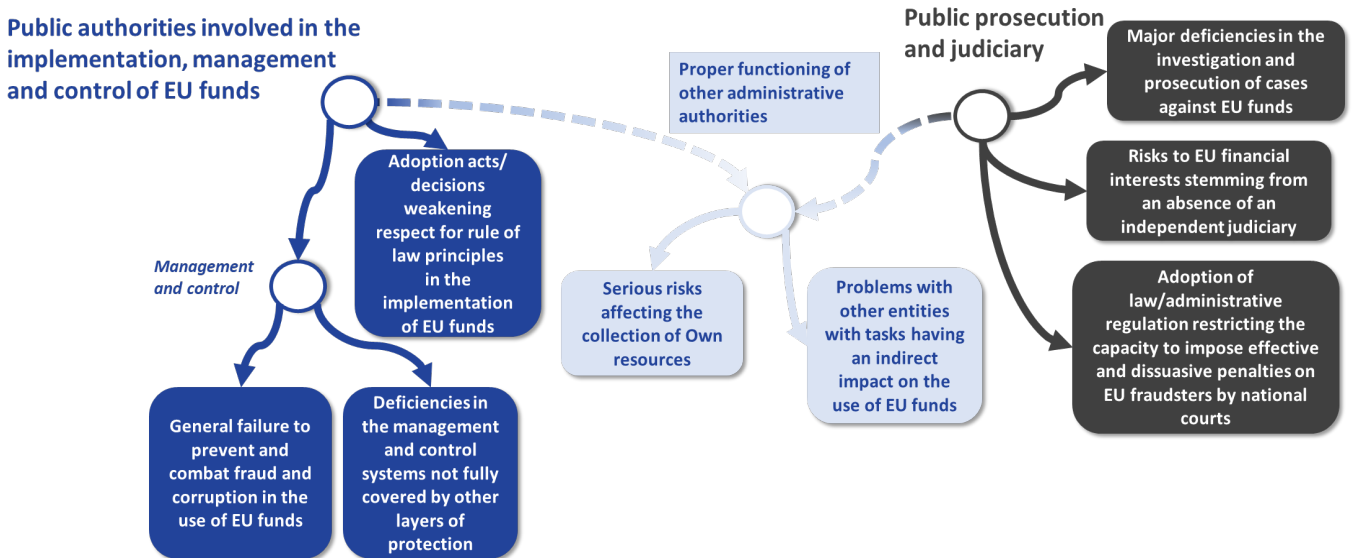 Public authorities involved in the
implementation, management
and control of EU funds
Adoption acts/
decisions
weakening
respect for rule of
law principles
in the
implementation
of EU funds
Management
and control
General failure to
prevent and
combat fraud and
corruption in the
use of EU funds
Deficiencies in
the management
and control
systems not fully
covered by other
layers of
protection
Proper functioning of
other administrative
authorities
Serious risks
affecting the
collection of Own
resources
Problems with
other entities
with tasks having
an indirect
impact on the
use of EU funds
Public prosecution
and judiciary
Major deficiencies in the
investigation and
prosecution of cases
against EU funds
Risks to EU financial
interests stemming from
an absence of an
independent judiciary
Adoption of
law/administrative
regulation restricting the
capacity to impose effective
and dissuasive penalties on
EU fraudsters by national
courts